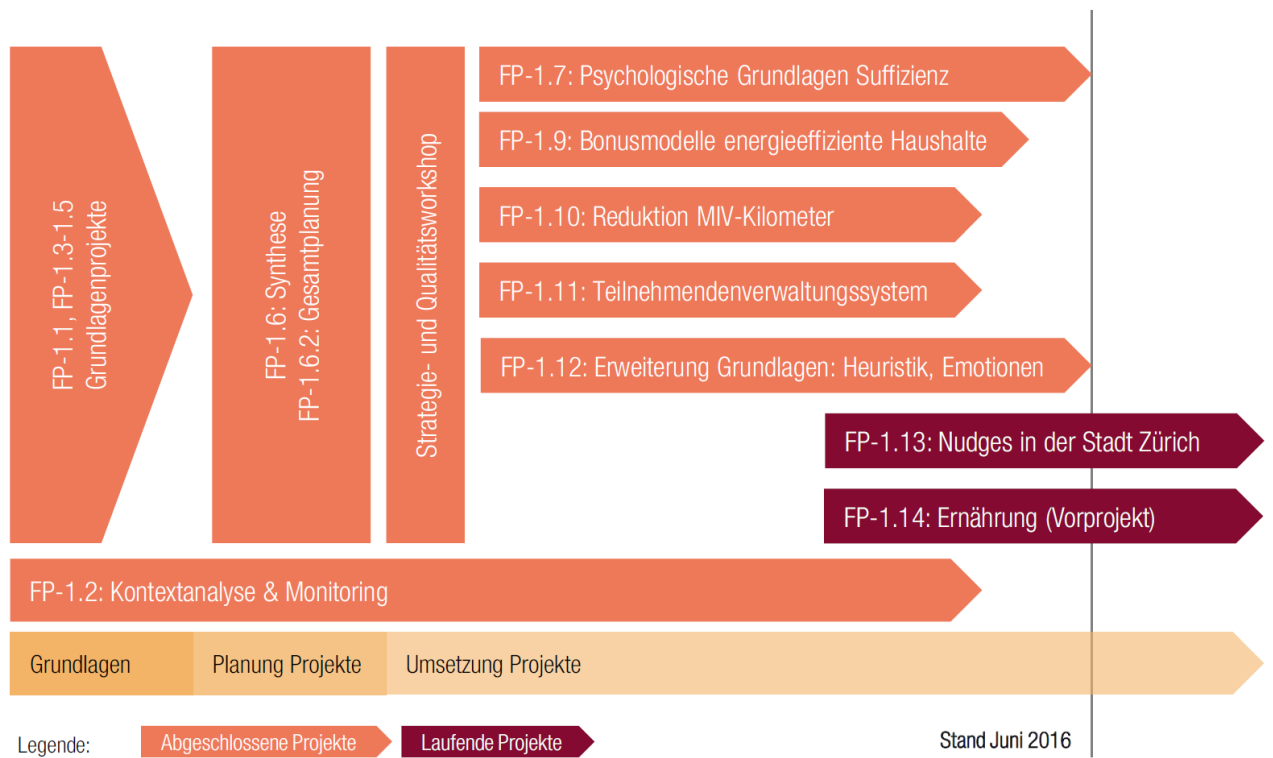 FP-1.1, FP-1.3-1.5
Grundlagenprojekte
FP-1.6: Synthese
FP-1.6.2: Gesamtplanung
Strategie- und Qualitätsworkshop
FP-1.7: Psychologische Grundlagen Suffizienz
FP-1.9: Bonusmodelle energieeffiziente Haushalte
FP-1.10: Reduktion MIV-Kilometer
FP-1.11: Teilnehmendenverwaltungssystem
FP-1.12: Erweiterung Grundlagen: Heuristik, Emotionen
FP-1.13: Nudges in der Stadt Zürich
FP-1.14: Ernährung (Vorprojekt)
FP-1.2: Kontextanalyse & Monitoring
Grundlagen
Planung Projekte
Umsetzung Projekte
Legende:
Abgeschlossene Projekte
Laufende Projekte
Stand Juni 2016